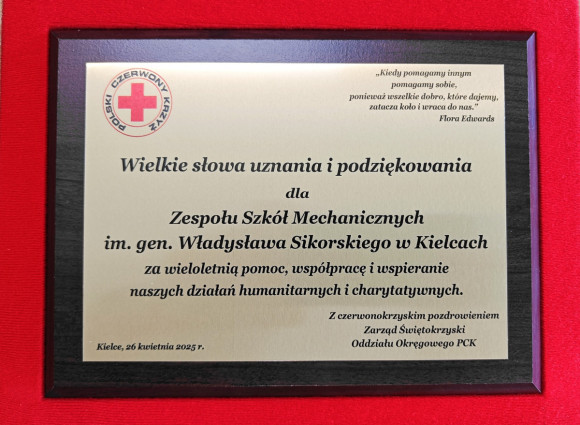 POLSKI CZERWONY KRZYŻ
„Kiedy pomagamy innym
pomagamy sobie,
ponieważ wszelkie dobro, które dajemy,
zatacza koło i wraca do nas.”
Flora Edwards
Wielkie słowa uznania i podziękowania
dla
Zespołu Szkół Mechanicznych
im. gen. Władysława Sikorskiego w Kielcach
za wieloletnią pomoc, współpracę i wspieranie
naszych działań humanitarnych i charytatywnych.
Z czerwonokrzyskim pozdrowieniem
Zarząd Świętokrzyski
Oddziału Okręgowego PCK
Kielce, 26 kwietnia 2025 r.